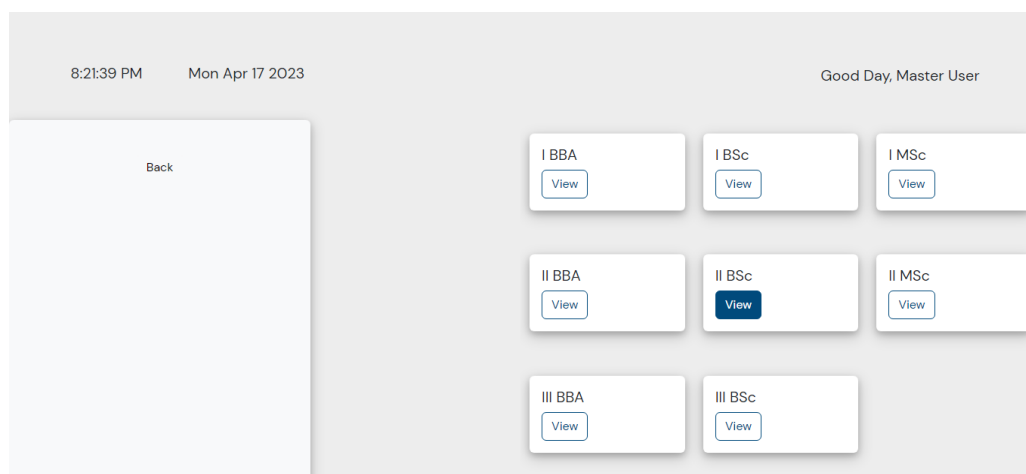 8:21:39 PM Mon Apr 17 2023
Good Day, Master User
Back
I BBA
View
I BSc
View
I MSc
View
II BBA
View
II BSc
View
II MSc
View
III BBA
View
III BSc
View